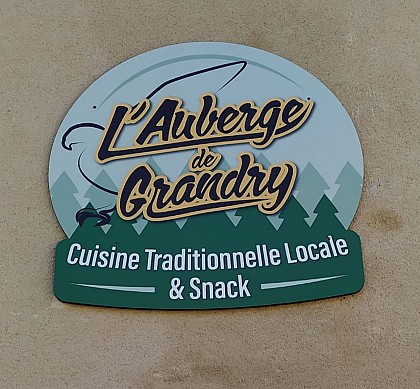 L'Auberge
de
Grandry
Cuisine Traditionnelle Locale
& Snack